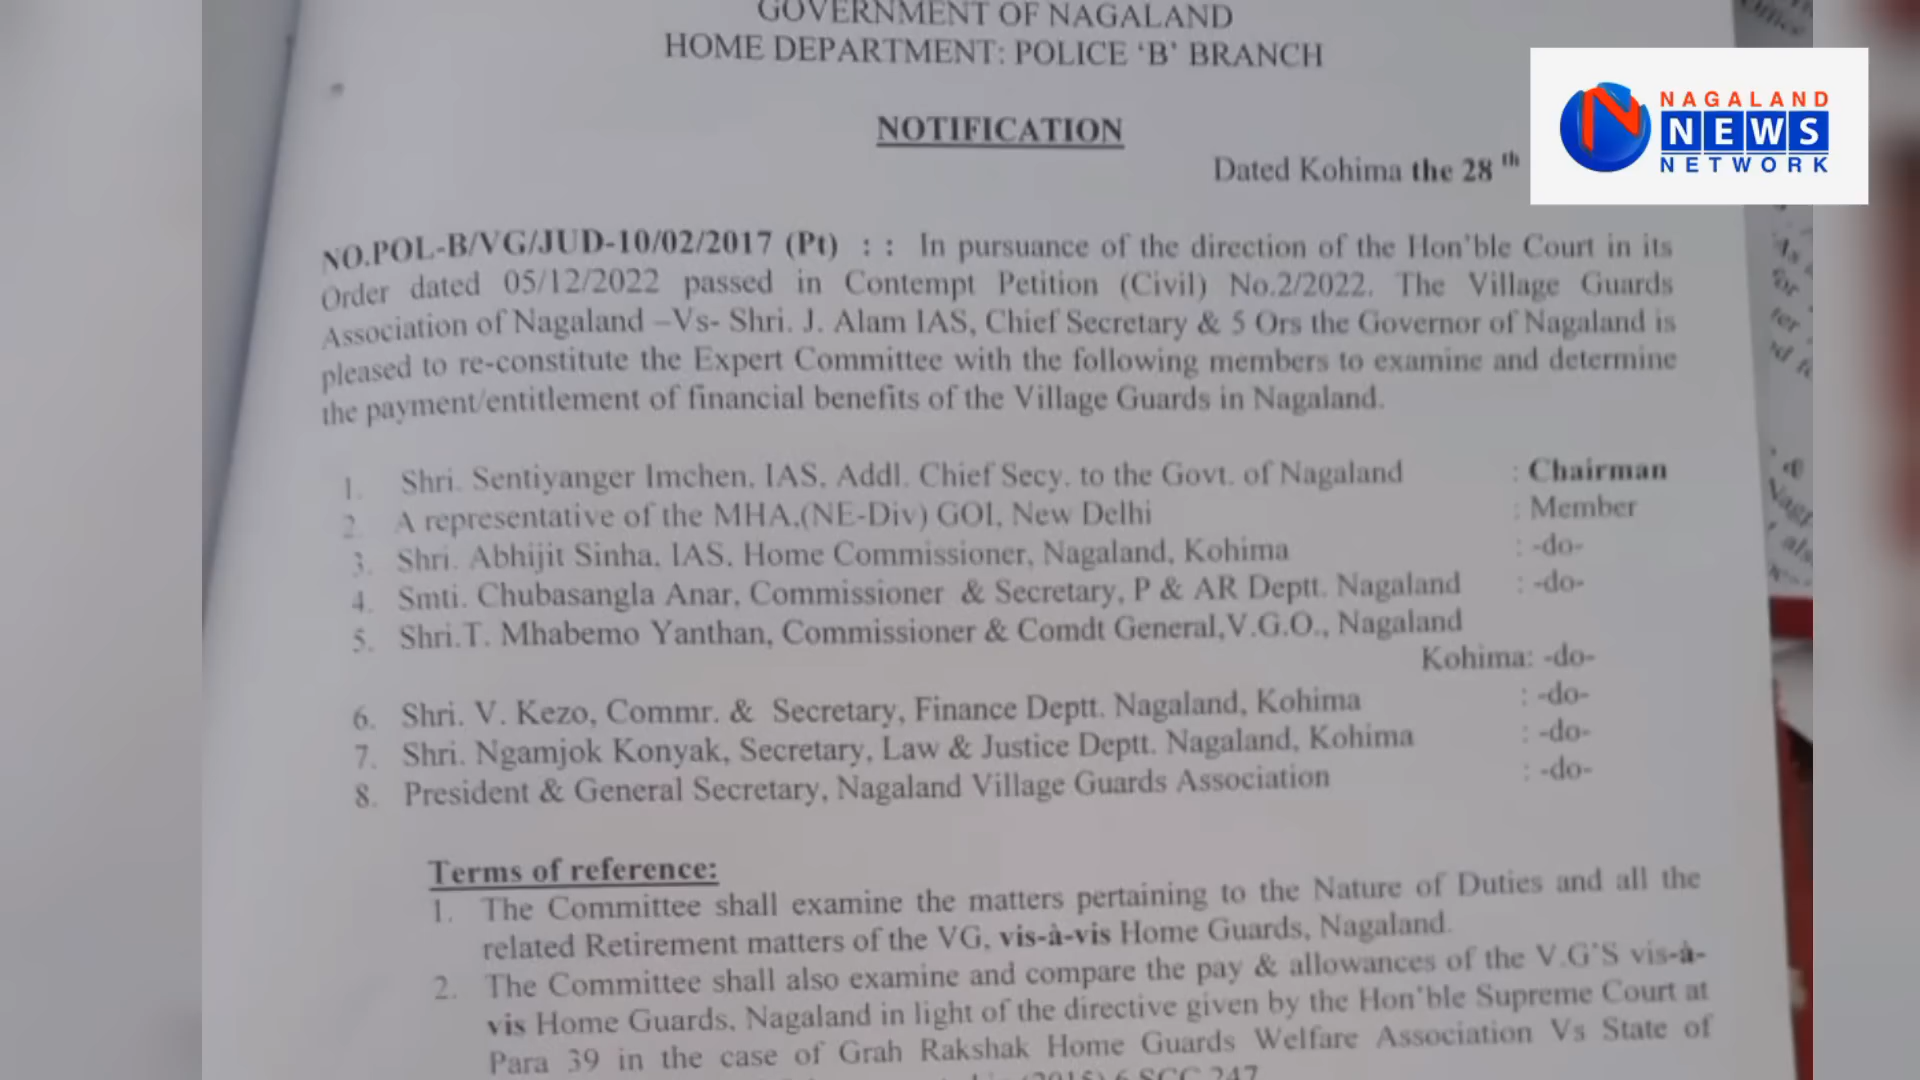 GOVERNMENT OF NAGALAND
HOME DEPARTMENT: POLICE ‘B’ BRANCH
NAGALAND
NEWS
NETWORK
NOTIFICATION
Dated Kohima the 28 th
NO.POL-B/VG/JUD-10/02/2017 (Pt) : : In pursuance of the direction of the Hon’ble Court in its
Order dated 05/12/2022 passed in Contempt Petition (Civil) No.2/2022. The Village Guards
Association of Nagaland –Vs- Shri. J. Alam IAS, Chief Secretary & 5 Ors the Governor of Nagaland is
pleased to re-constitute the Expert Committee with the following members to examine and determine
the payment/entitlement of financial benefits of the Village Guards in Nagaland.
1. Shri. Sentiyanger Imchen, IAS, Addl. Chief Secy. to the Govt. of Nagaland : Chairman
2. A representative of the MHA,(NE-Div) GOI, New Delhi : Member
3. Shri. Abhijit Sinha, IAS, Home Commissioner, Nagaland, Kohima : -do-
4. Smti. Chubasangla Anar, Commissioner & Secretary, P & AR Deptt. Nagaland : -do-
5. Shri.T. Mhabemo Yanthan, Commissioner & Comdt General,V.G.O., Nagaland
Kohima: -do-
6. Shri. V. Kezo, Commr. & Secretary, Finance Deptt. Nagaland, Kohima : -do-
7. Shri. Ngamjok Konyak, Secretary, Law & Justice Deptt. Nagaland, Kohima : -do-
8. President & General Secretary, Nagaland Village Guards Association : -do-
Terms of reference:
1. The Committee shall examine the matters pertaining to the Nature of Duties and all the
related Retirement matters of the VG, vis-à-vis Home Guards, Nagaland.
2. The Committee shall also examine and compare the pay & allowances of the V.G’S vis-à-
vis Home Guards, Nagaland in light of the directive given by the Hon’ble Supreme Court at
Para 39 in the case of Grah Rakshak Home Guards Welfare Association Vs State of
(2015) 6 SCC 247